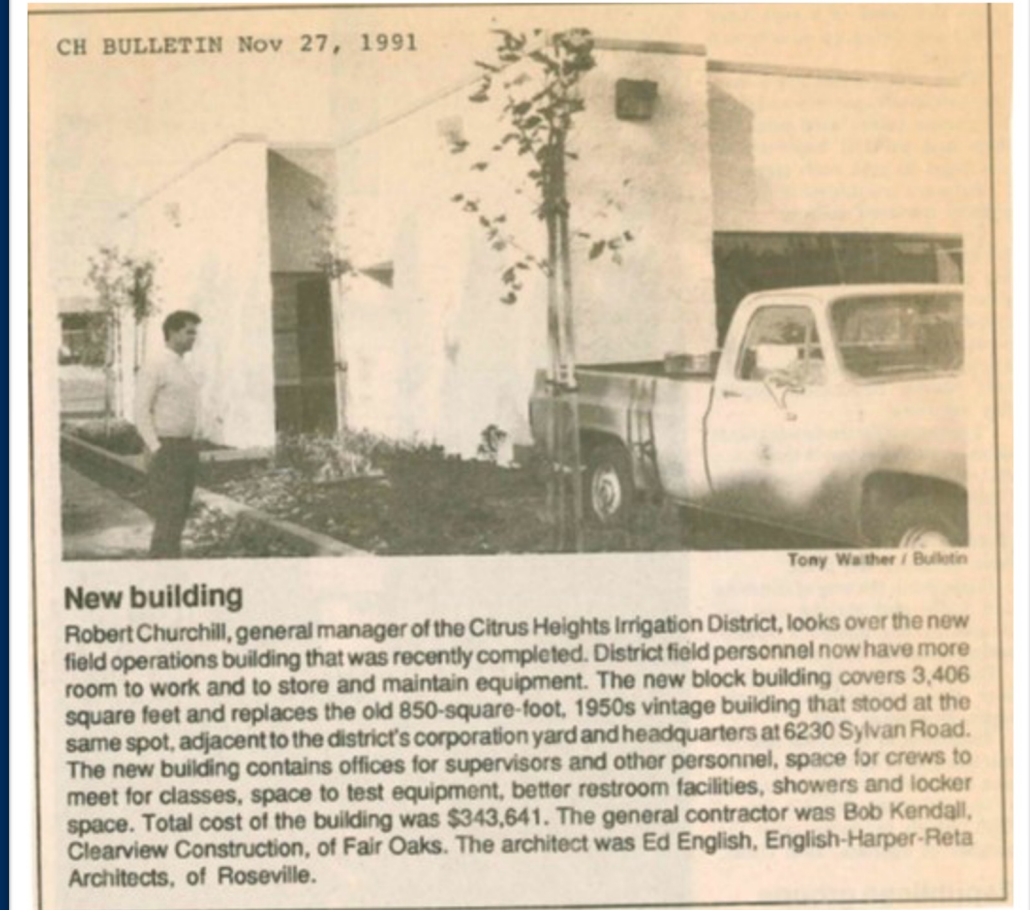 CH BULLETIN Nov 27, 1991
Tony Walther / Bulletin
New building
Robert Churchill, general manager of the Citrus Heights Irrigation District, looks over the new
field operations building that was recently completed. District field personnel now have more
room to work and to store and maintain equipment. The new block building covers 3,406
square feet and replaces the old 850-square-foot, 1950s vintage building that stood at the
same spot, adjacent to the district's corporation yard and headquarters at 6230 Sylvan Road.
The new building contains offices for supervisors and other personnel, space for crews to
meet for classes, space to test equipment, better restroom facilities, showers and locker
space. Total cost of the building was $343,641. The general contractor was Bob Kendall,
Clearview Construction, of Fair Oaks. The architect was Ed English, English-Harper-Reta
Architects, of Roseville.